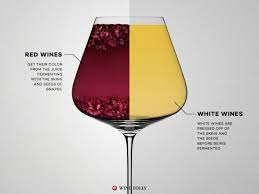 RED WINES
GET THEIR COLOR
FROM THE JUICE
FERMENTING
WITH THE SKINS
AND SEEDS OF
GRAPES.
WHITE WINES
WHITE WINES ARE
PRESSED OFF OF
THE SKINS AND
THE SEEDS
BEFORE BEING
FERMENTED.
WINE FOLLY